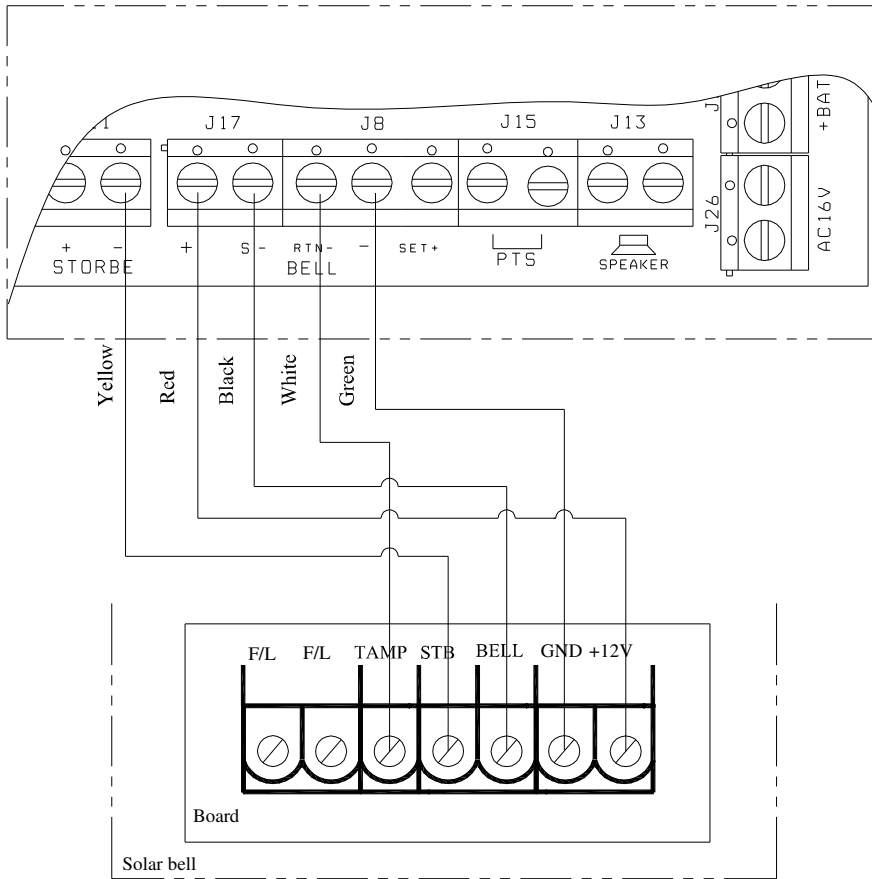 J17 J8 J15 J13
+BAT
J26
AC16V
+ - + S - RTN- - SET+
STORBE BELL PTS SPEAKER
Yellow
Red
Black
White
Green
F/L F/L TAMP STB BELL GND +12V
Board
Solar bell